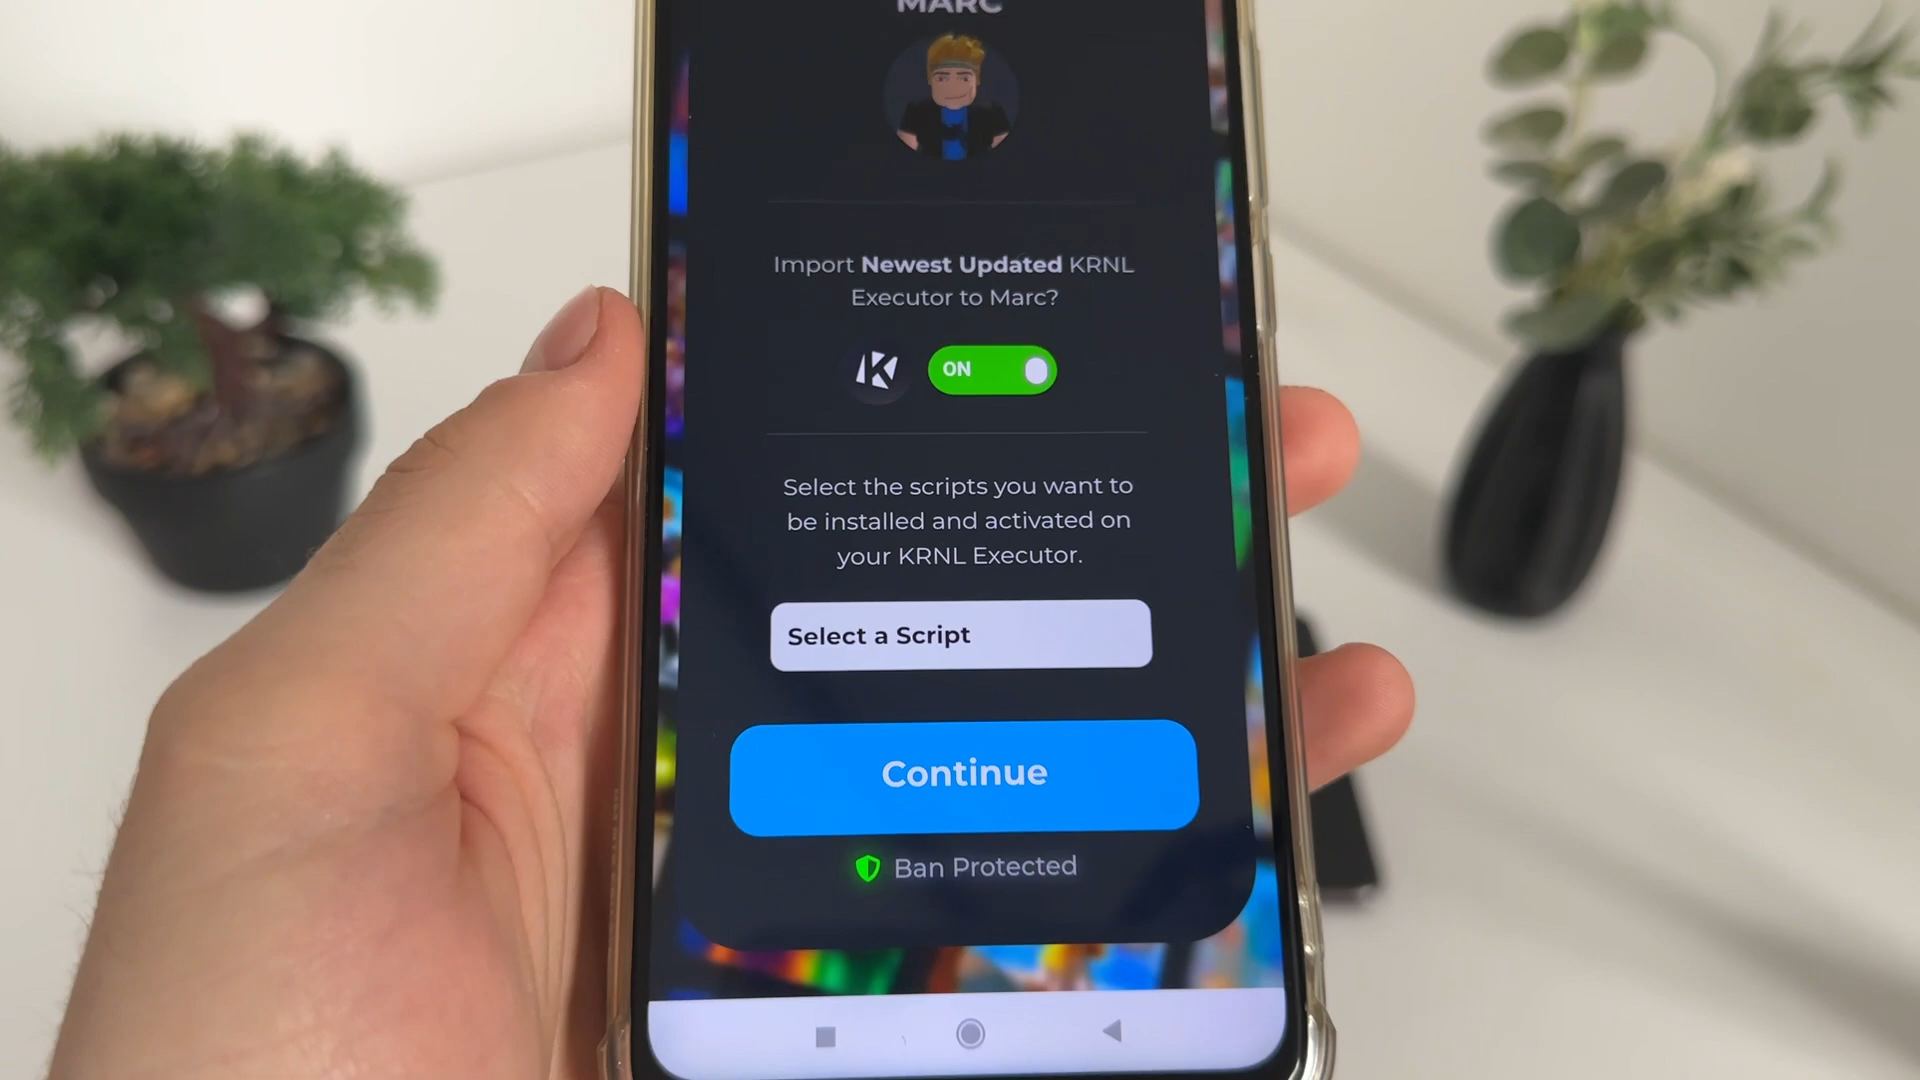 MARC
Import Newest Updated KRNL
Executor to Marc?
K
ON
Select the scripts you want to
be installed and activated on
your KRNL Executor.
Select a Script
Continue
Ban Protected